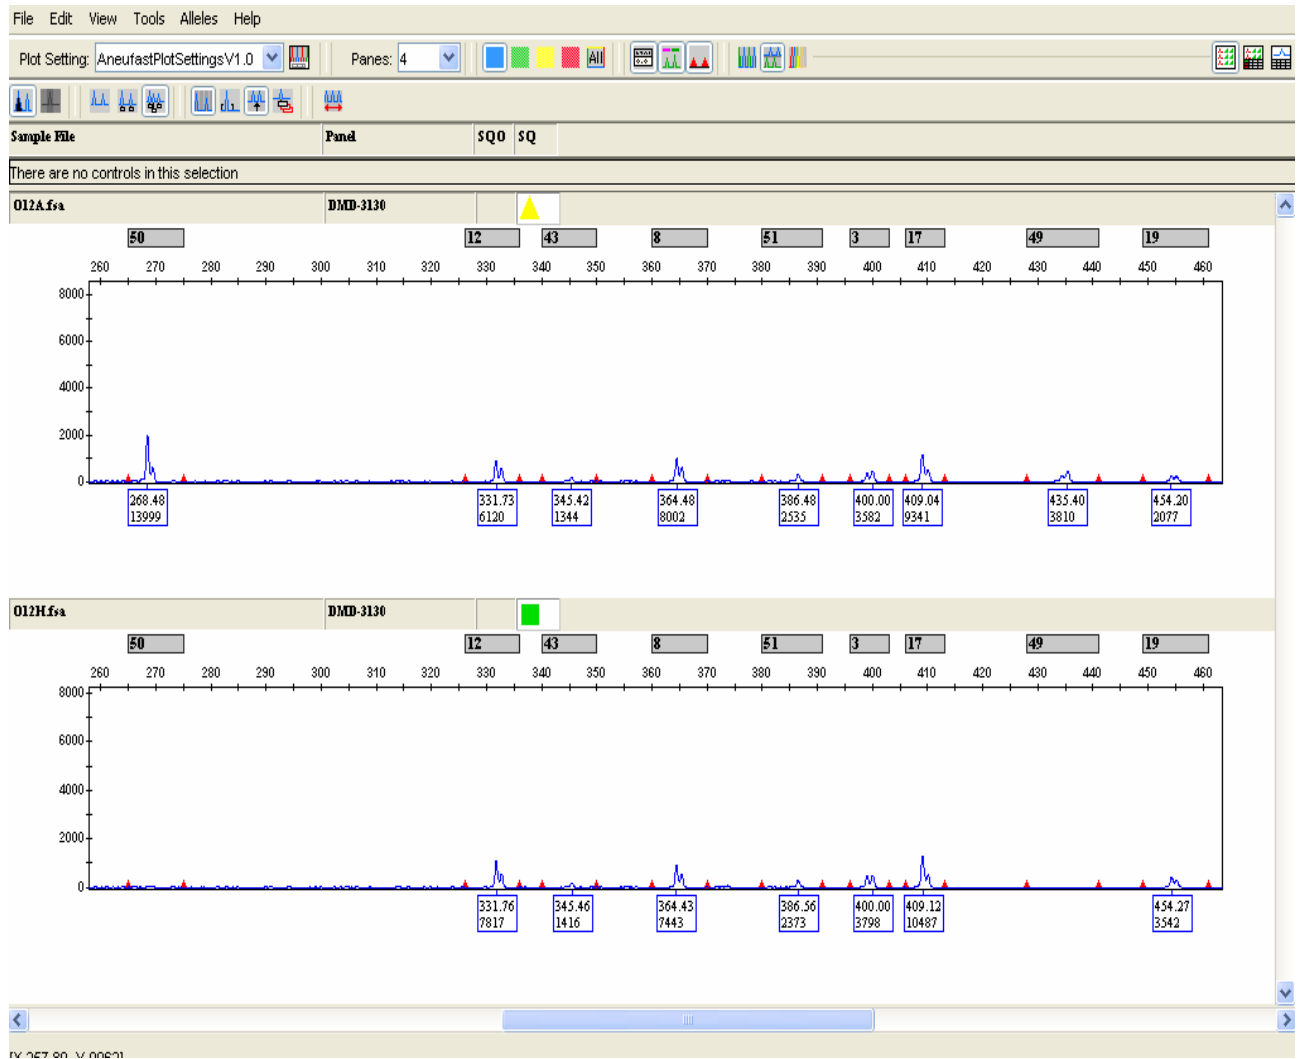 File Edit View Tools Alleles Help
Plot Setting: AneufastPlotSettingsV1.0 Panes: 4 All
Sample File Panel SQO SQ
There are no controls in this selection
012A.fsa DMD-3130
50 12 43 8 51 3 17 49 19
260 270 280 290 300 310 320 330 340 350 360 370 380 390 400 410 420 430 440 450 460
8000
6000
4000
2000
0
268.48 331.73 345.42 364.48 386.48 400.00 409.04 435.40 454.20
13999 6120 1344 8002 2535 3582 9341 3810 2077
012H.fsa DMD-3130
50 12 43 8 51 3 17 49 19
260 270 280 290 300 310 320 330 340 350 360 370 380 390 400 410 420 430 440 450 460
8000
6000
4000
2000
0
331.76 345.46 364.43 386.56 400.00 409.12 454.27
7817 1416 7443 2373 3798 10487 3542